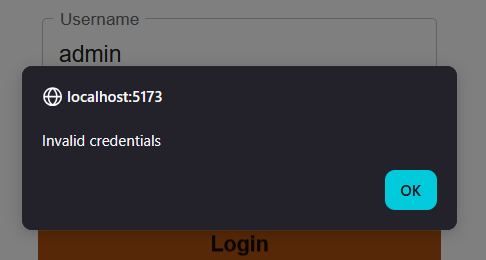 Username
admin
localhost:5173
Invalid credentials
OK
Login